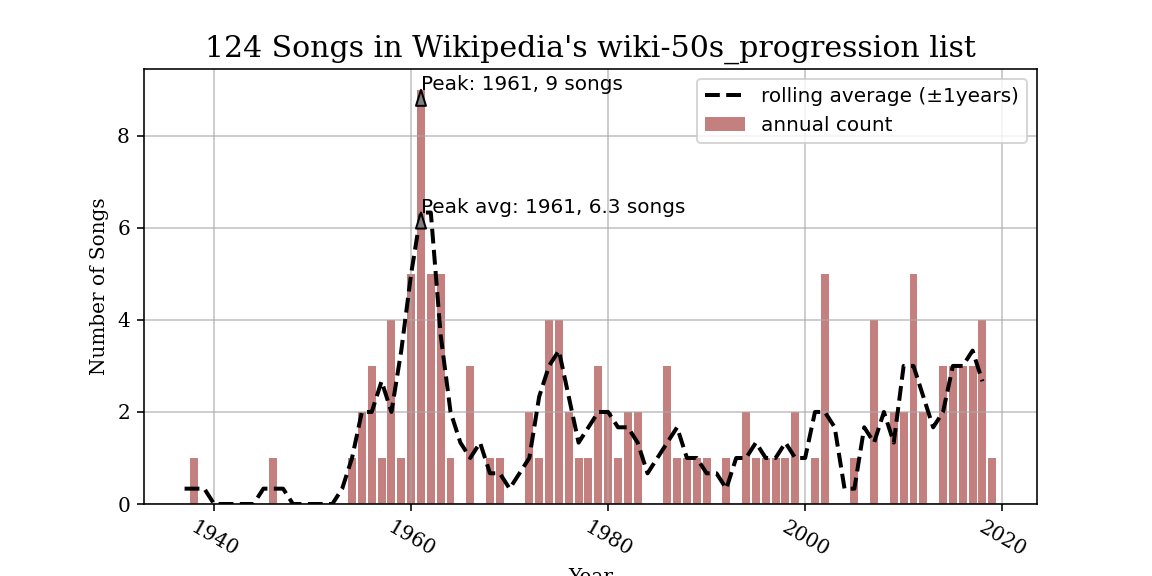 124 Songs in Wikipedia's wiki-50s_progression list
Peak: 1961, 9 songs
rolling average (±1years)
annual count
Peak avg: 1961, 6.3 songs
Number of Songs
8
6
4
2
0
1940 1960 1980 2000 2020
Year